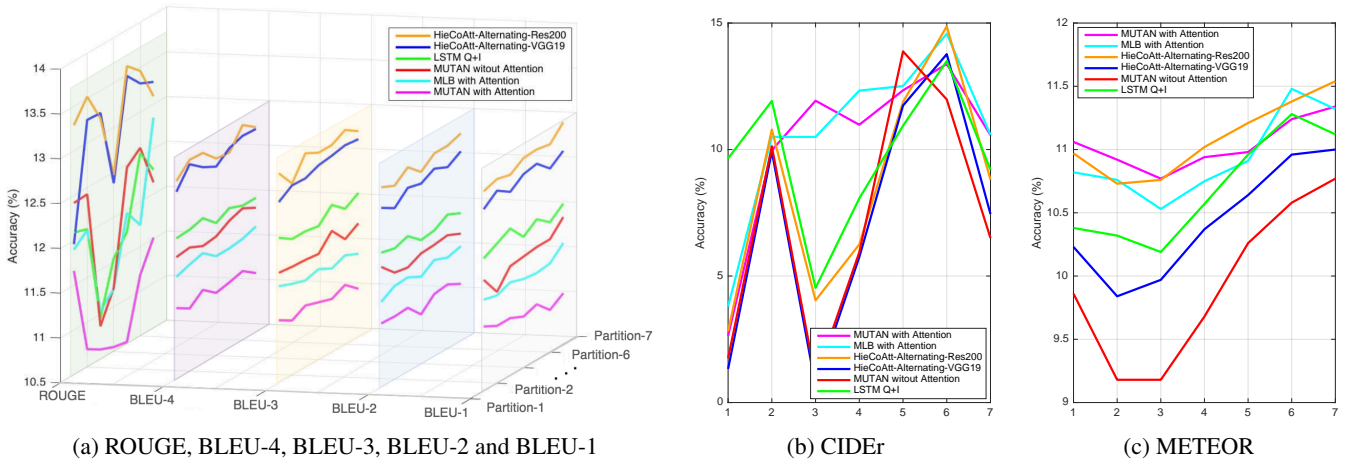 HieCoAtt-Alternating-Res200
HieCoAtt-Alternating-VGG19
LSTM Q+I
MUTAN witout Attention
MLB with Attention
MUTAN with Attention
14
13.5
13
12.5
12
11.5
11
10.5
Accuracy (%)
ROUGE
BLEU-4
BLEU-3
BLEU-2
BLEU-1
Partition-1
Partition-2
Partition-6
Partition-7
(a) ROUGE, BLEU-4, BLEU-3, BLEU-2 and BLEU-1
15
10
5
0
Accuracy (%)
MUTAN with Attention
MLB with Attention
HieCoAtt-Alternating-Res200
HieCoAtt-Alternating-VGG19
MUTAN witout Attention
LSTM Q+I
1 2 3 4 5 6 7
(b) CIDEr
12
11.5
11
10.5
10
9.5
9
Accuracy (%)
MUTAN with Attention
MLB with Attention
HieCoAtt-Alternating-Res200
HieCoAtt-Alternating-VGG19
MUTAN witout Attention
LSTM Q+I
1 2 3 4 5 6 7
(c) METEOR